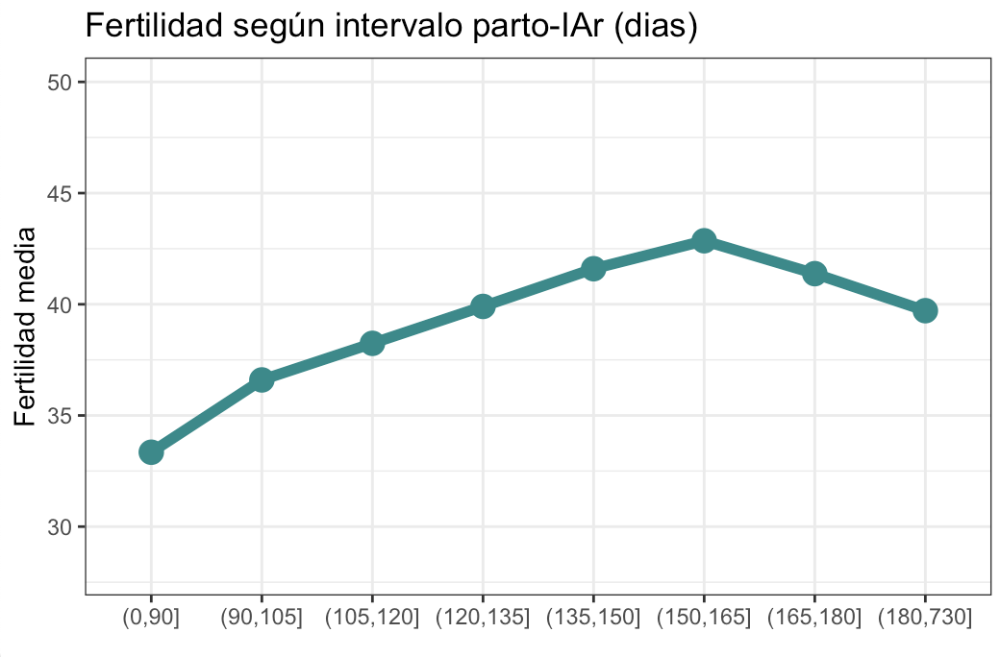 Fertilidad según intervalo parto-IAr (dias)
Fertilidad media
50
45
40
35
30
(0,90] (90,105] (105,120] (120,135] (135,150] (150,165] (165,180] (180,730]